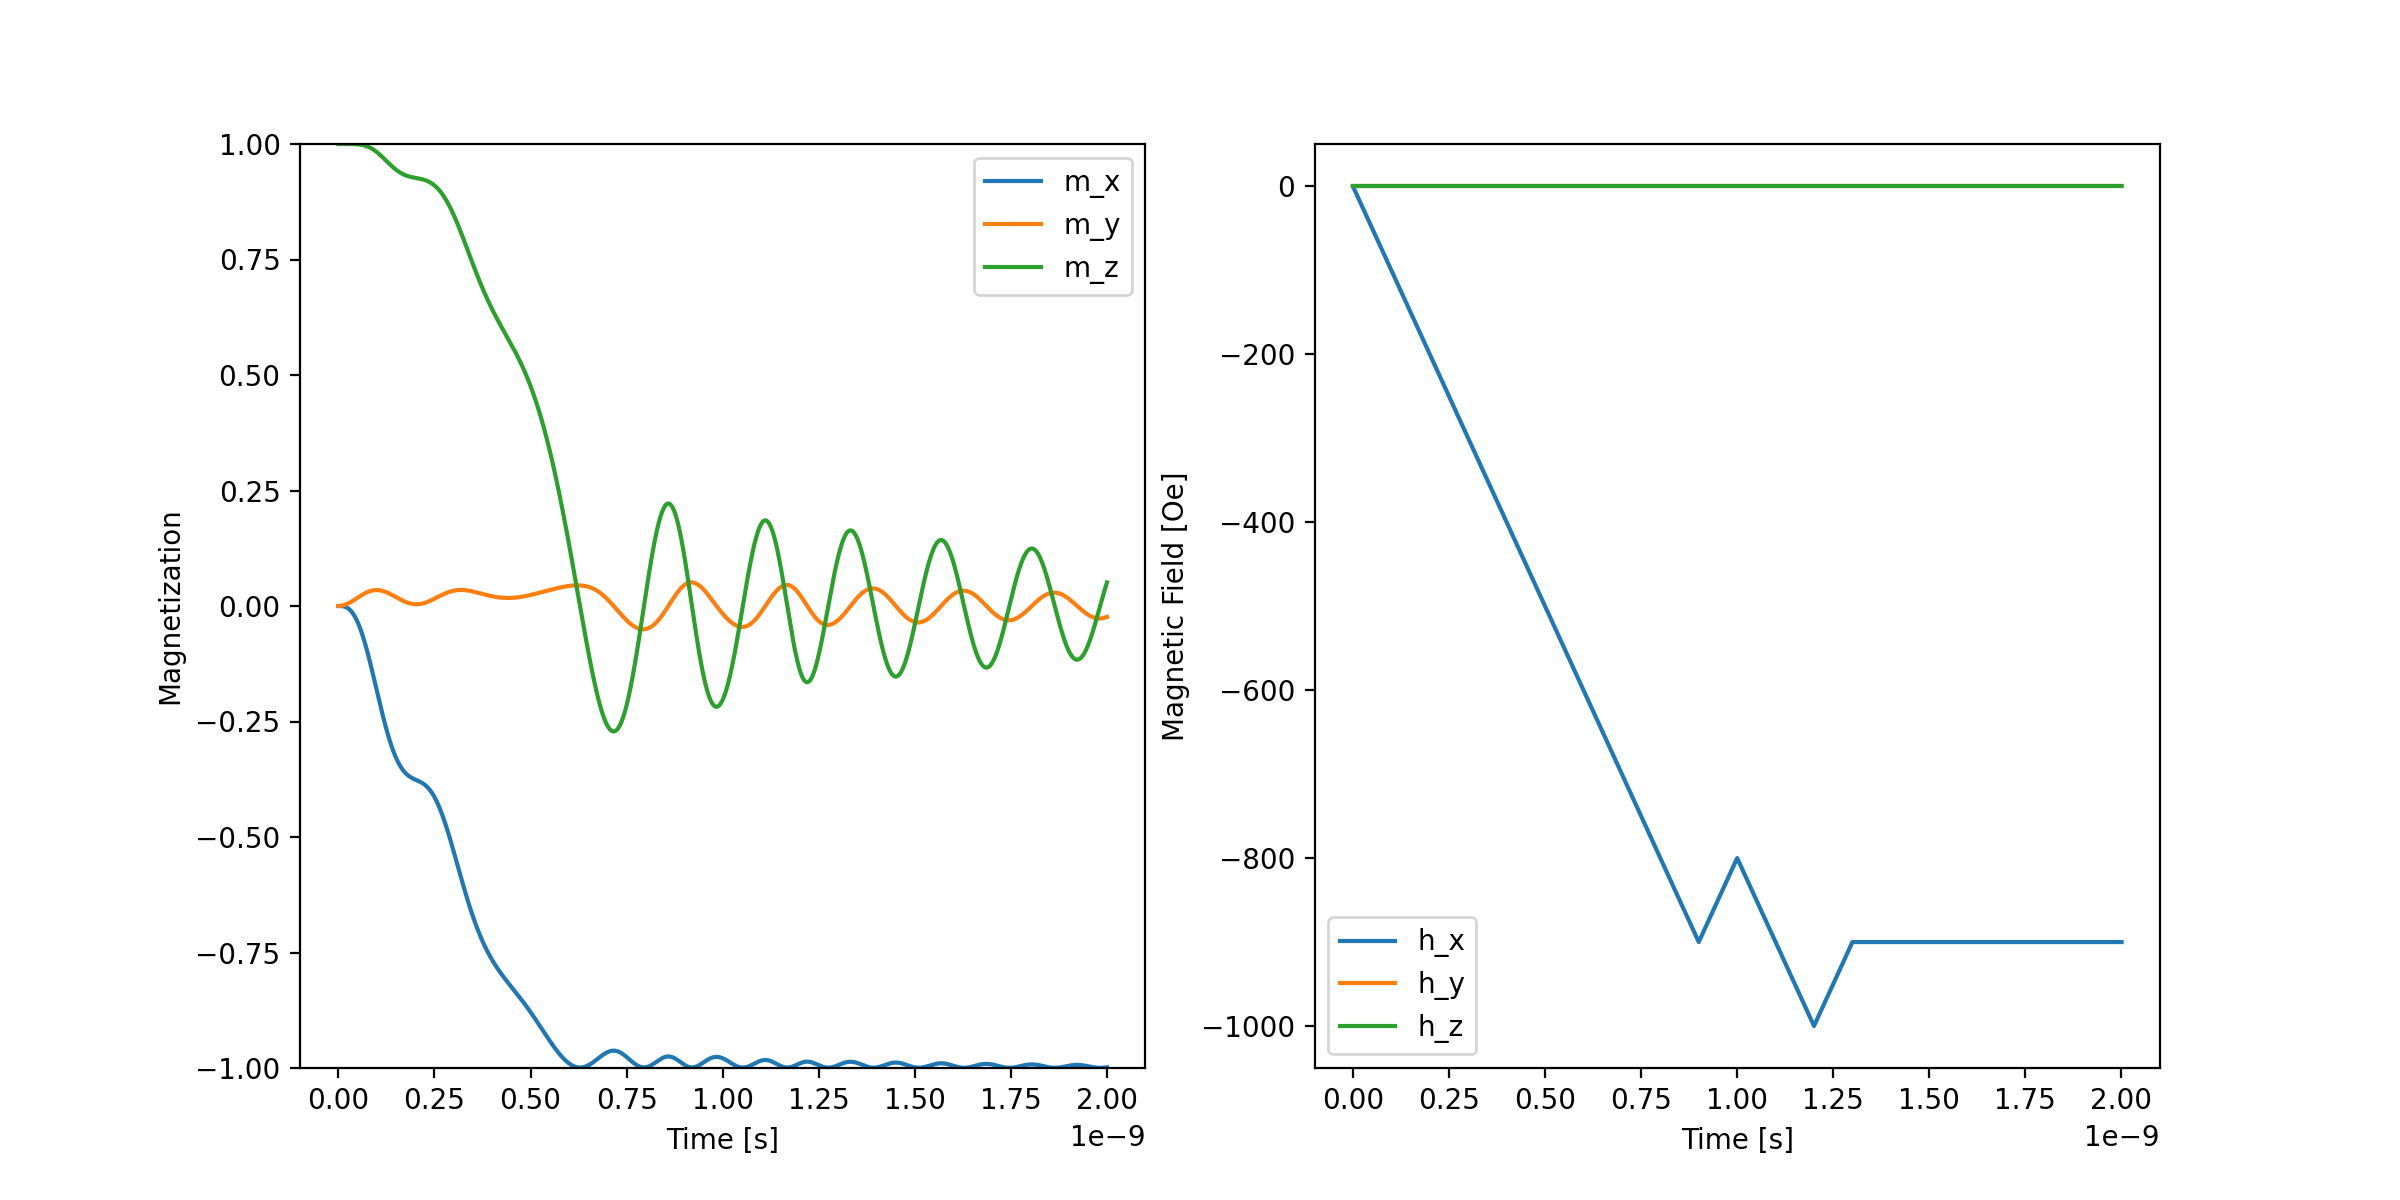 1.00
0.75
0.50
0.25
0.00
−0.25
−0.50
−0.75
−1.00
Magnetization
m_x
m_y
m_z
0.00 0.25 0.50 0.75 1.00 1.25 1.50 1.75 2.00
Time [s]
1e−9
0
−200
−400
−600
−800
−1000
Magnetic Field [Oe]
h_x
h_y
h_z
0.00 0.25 0.50 0.75 1.00 1.25 1.50 1.75 2.00
Time [s]
1e−9